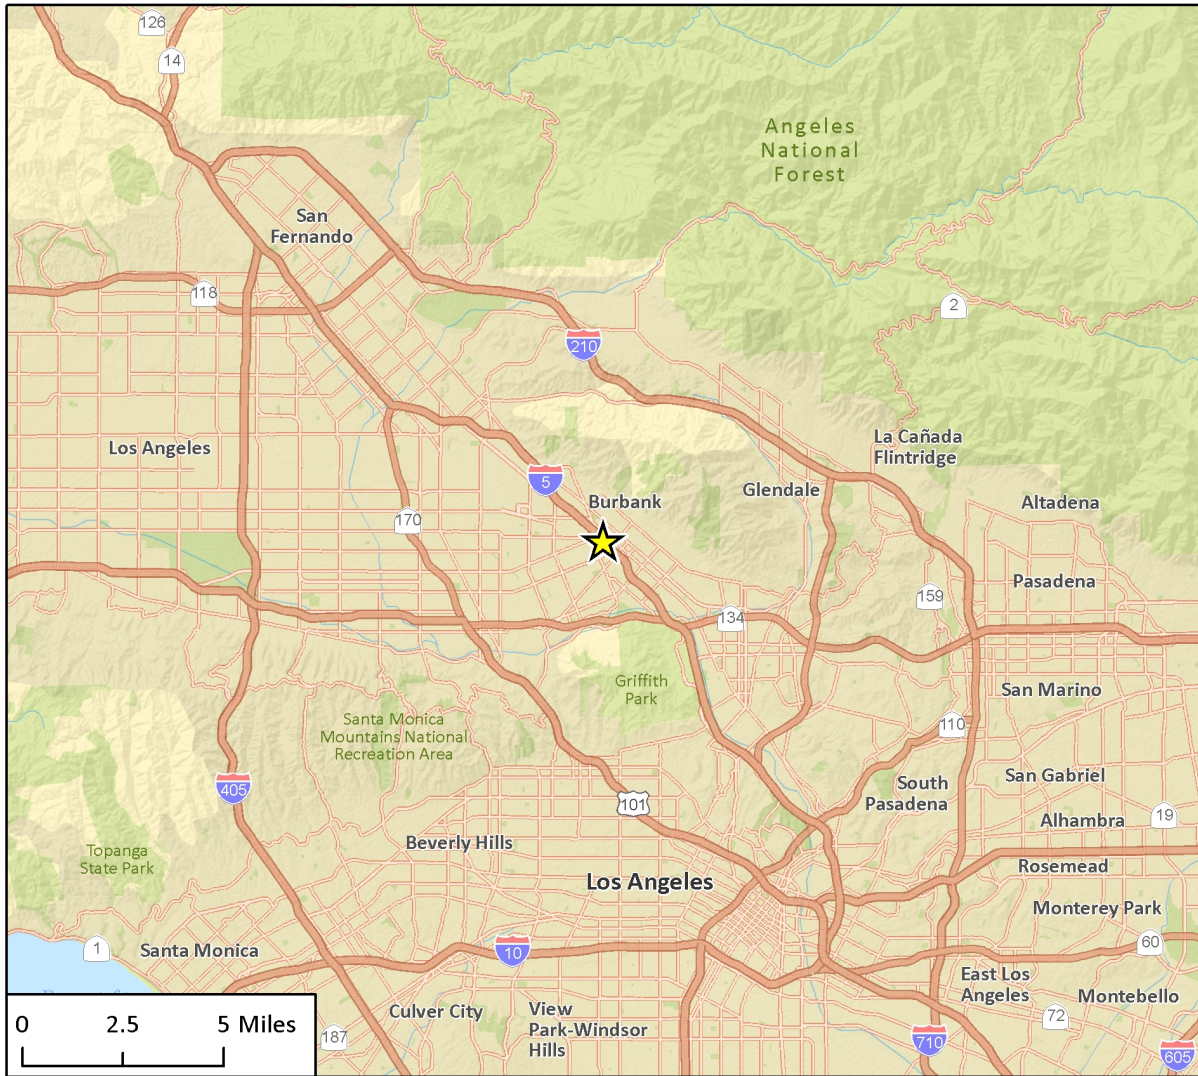 126
14
Angeles
National
Forest
San
Fernando
118
2
210
La Cañada
Flintridge
Los Angeles
5
Glendale
Burbank
Altadena
170
Pasadena
159
134
Griffith
Park
San Marino
Santa Monica
Mountains National
Recreation Area
110
405
San Gabriel
South
Pasadena
101
19
Alhambra
Beverly Hills
Topanga
State Park
Rosemead
Los Angeles
Monterey Park
1
Santa Monica
10
60
East Los
Angeles
Montebello
Culver City
View
Park-Windsor
Hills
72
187
710
605
0 2.5 5 Miles